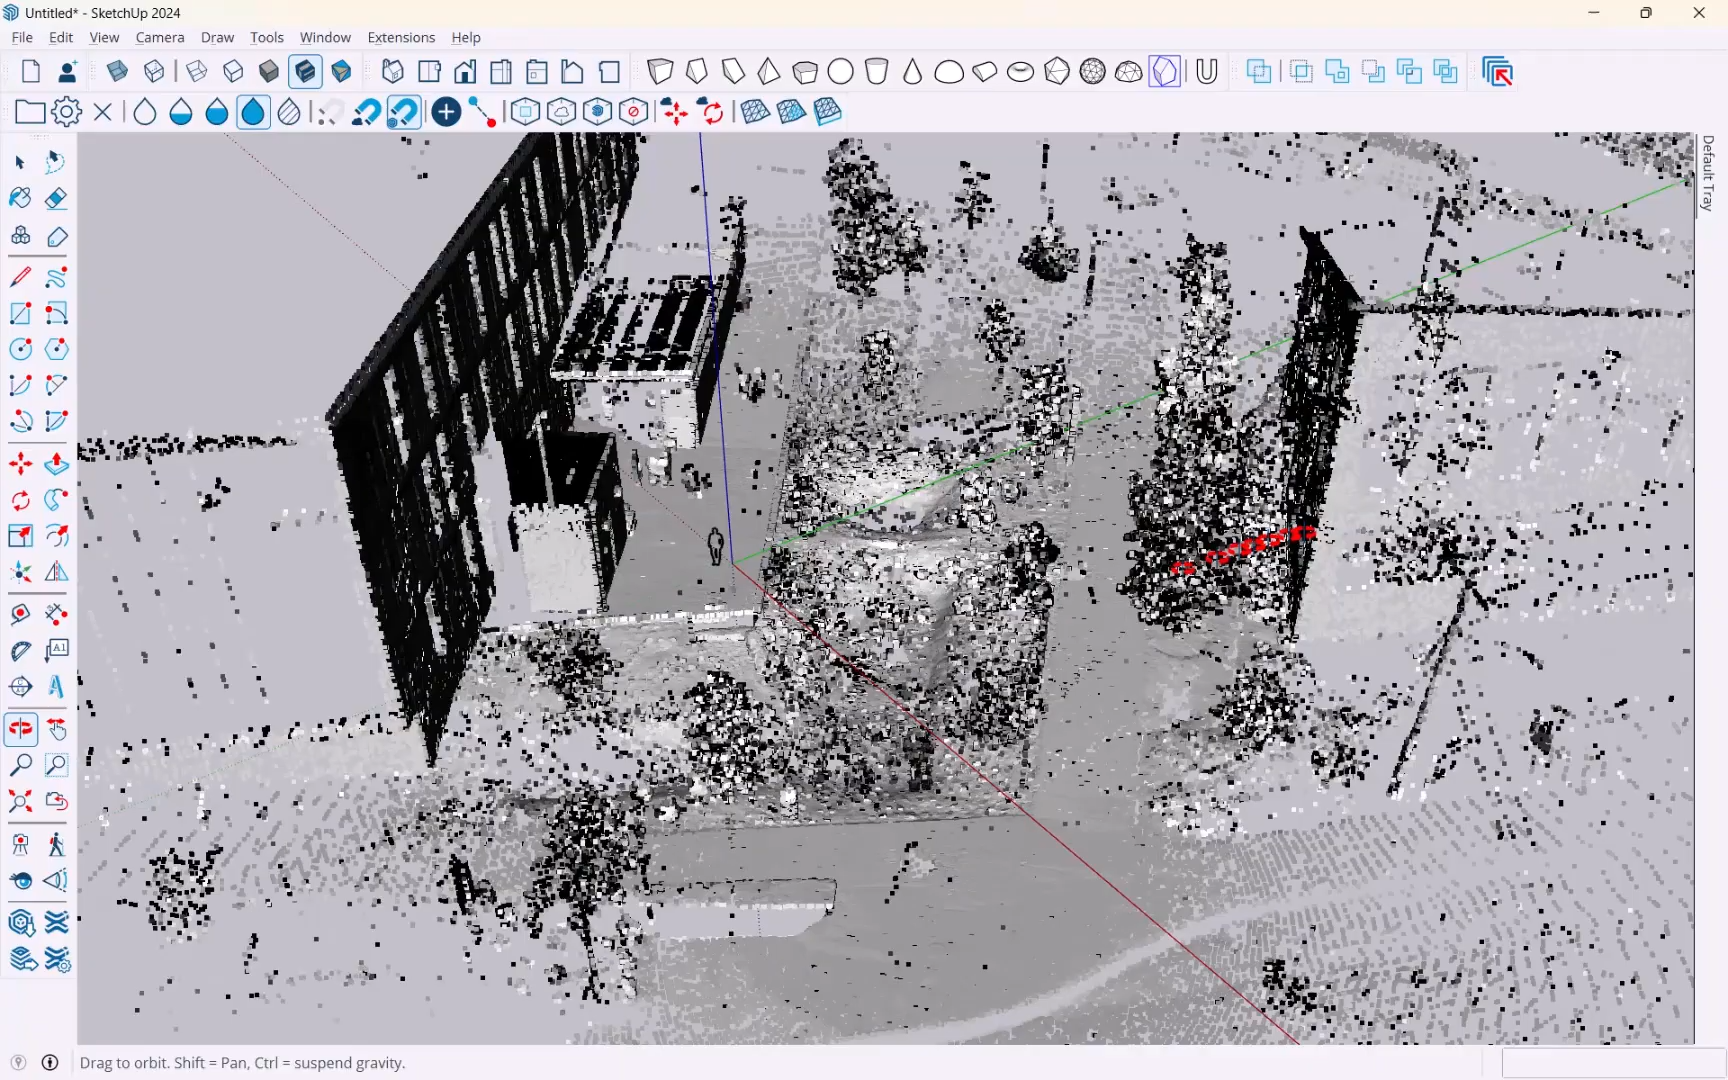 Untitled* - SketchUp 2024
File Edit View Camera Draw Tools Window Extensions Help
Default Tray
A1
A
Drag to orbit. Shift = Pan, Ctrl = suspend gravity.